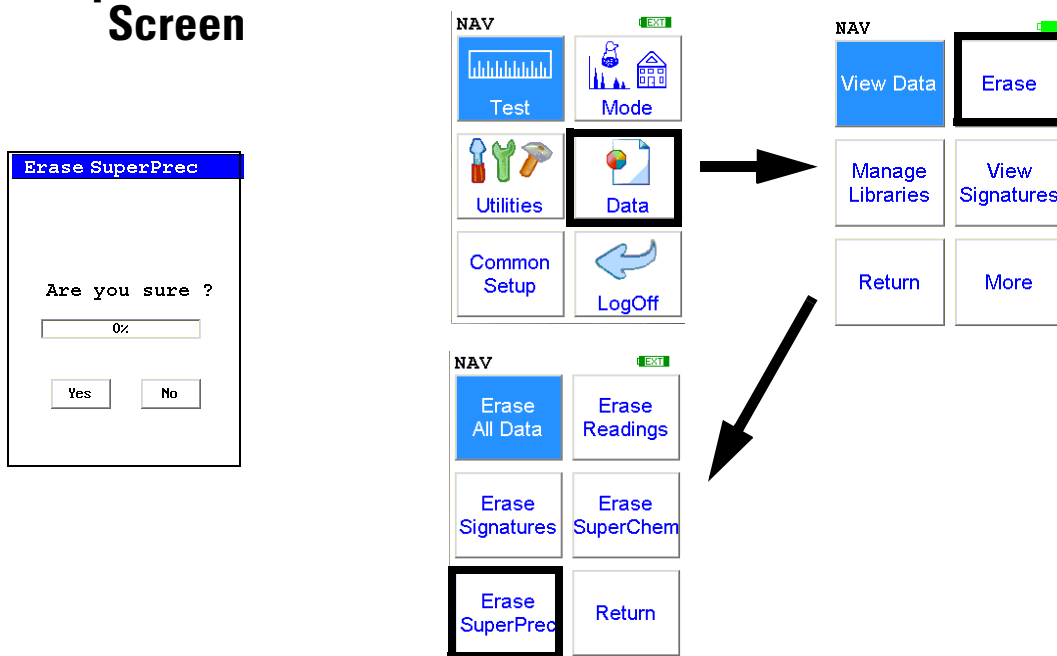 Screen
Erase SuperPrec
Are you sure ?
0%
Yes
No
NAV
EXT
Test
Mode
Utilities
Data
Common
Setup
LogOff
NAV
View Data
Erase
Manage
Libraries
View
Signatures
Return
More
NAV
EXT
Erase
All Data
Erase
Readings
Erase
Signatures
Erase
SuperChem
Erase
SuperPrec
Return